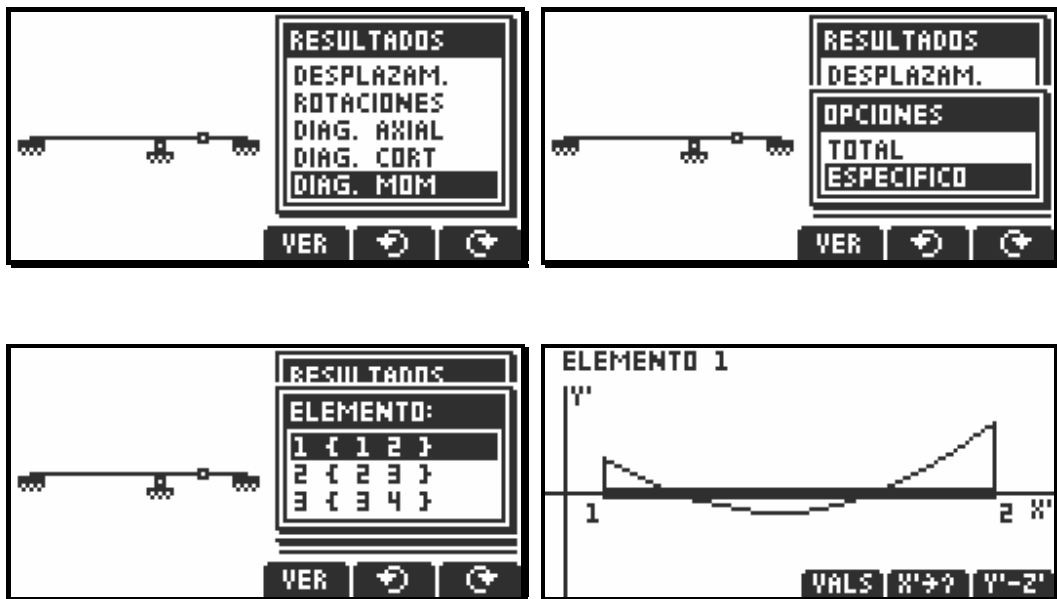 RESULTADOS
DESPLAZAM.
ROTACIONES
DIAG. AXIAL
DIAG. CORT
DIAG. MOM
VER
RESULTADOS
DESPLAZAM.
OPCIONES
TOTAL
ESPECIFICO
VER
RESULTADOS
ELEMENTO:
1 { 1 2 }
2 { 2 3 }
3 { 3 4 }
VER
ELEMENTO 1
Y'
1
2 X'
VALS X'→? Y'-Z'